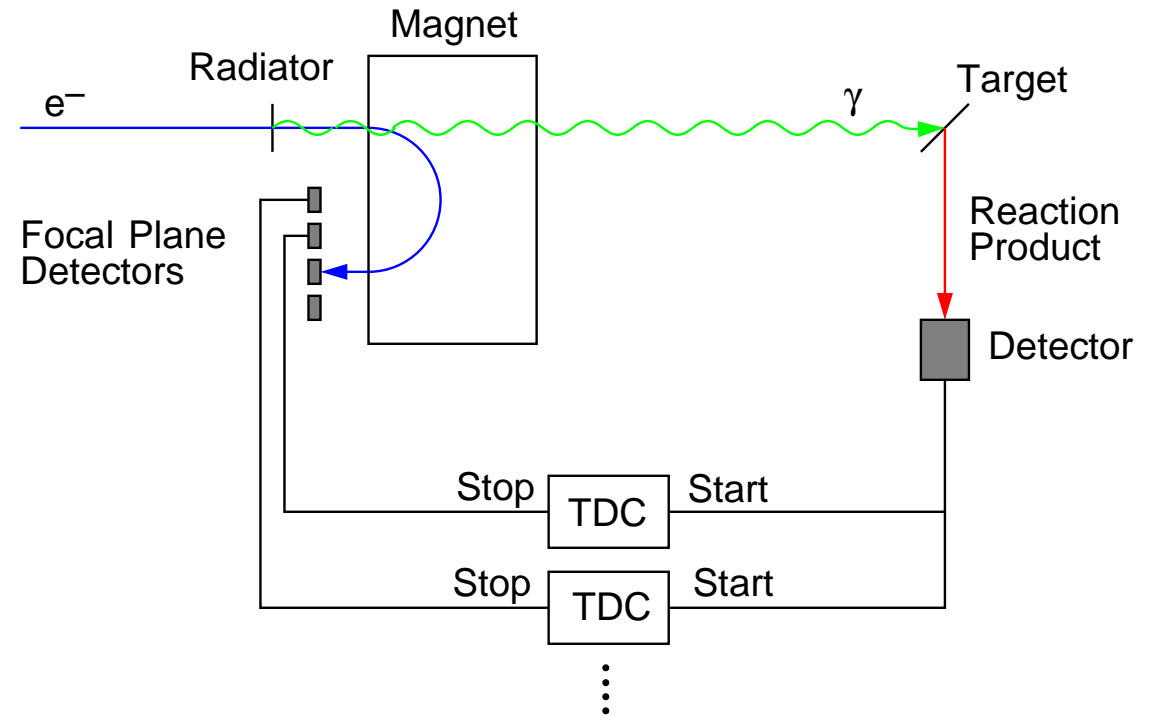 Magnet
Radiator
e–
γ
Target
Focal Plane
Detectors
Reaction
Product
Detector
Stop
TDC
Start
Stop
TDC
Start